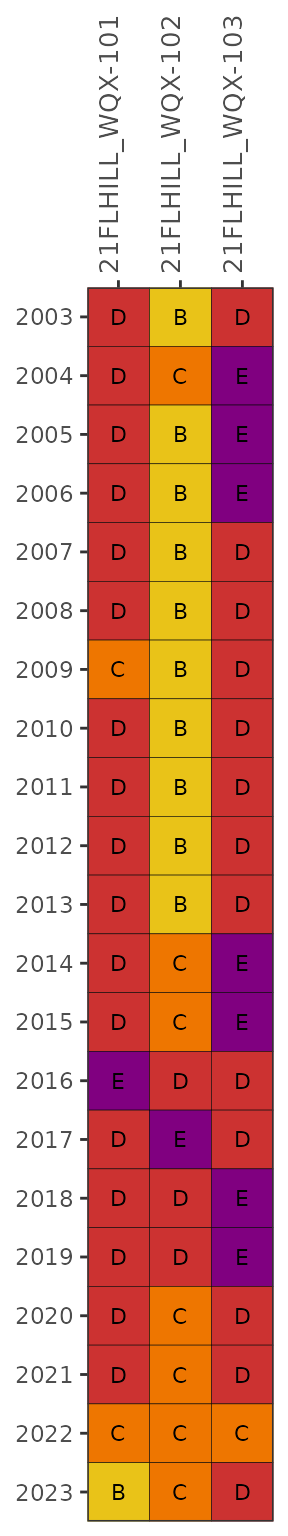 21FLHILL_WQX-101
21FLHILL_WQX-102
21FLHILL_WQX-103
2003 D B D
2004 D C E
2005 D B E
2006 D B E
2007 D B D
2008 D B D
2009 C B D
2010 D B D
2011 D B D
2012 D B D
2013 D B D
2014 D C E
2015 D C E
2016 E D D
2017 D E D
2018 D D E
2019 D D E
2020 D C D
2021 D C D
2022 C C C
2023 B C D